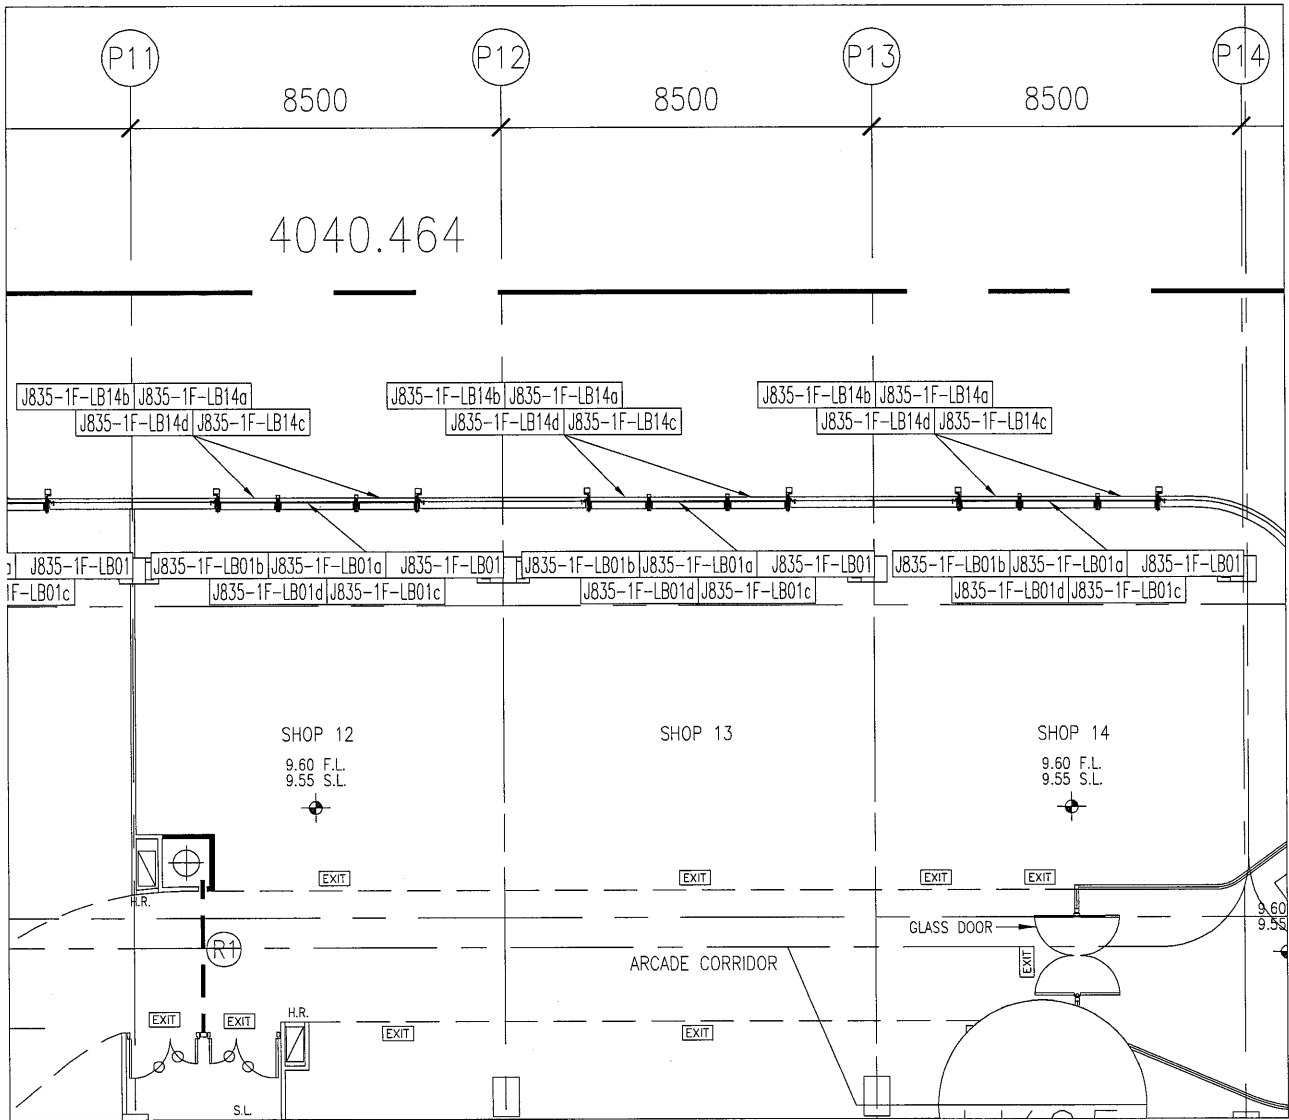 P11 P12 P13 P14
8500 8500 8500
4040.464
J835-1F-LB14b J835-1F-LB14a J835-1F-LB14b J835-1F-LB14a J835-1F-LB14b J835-1F-LB14a
J835-1F-LB14d J835-1F-LB14c J835-1F-LB14d J835-1F-LB14c J835-1F-LB14d J835-1F-LB14c
J835-1F-LB01 J835-1F-LB01b J835-1F-LB01a J835-1F-LB01 J835-1F-LB01b J835-1F-LB01a J835-1F-LB01 J835-1F-LB01b J835-1F-LB01a J835-1F-LB01
1F-LB01c J835-1F-LB01d J835-1F-LB01c J835-1F-LB01d J835-1F-LB01c J835-1F-LB01d J835-1F-LB01c
SHOP 12 SHOP 13 SHOP 14
9.60 F.L. 9.60 F.L.
9.55 S.L. 9.55 S.L.
EXIT EXIT EXIT EXIT
H.R.
9.60
9.55
GLASS DOOR
R1
ARCADE CORRIDOR
EXIT
H.R.
EXIT EXIT EXIT EXIT
S.L.